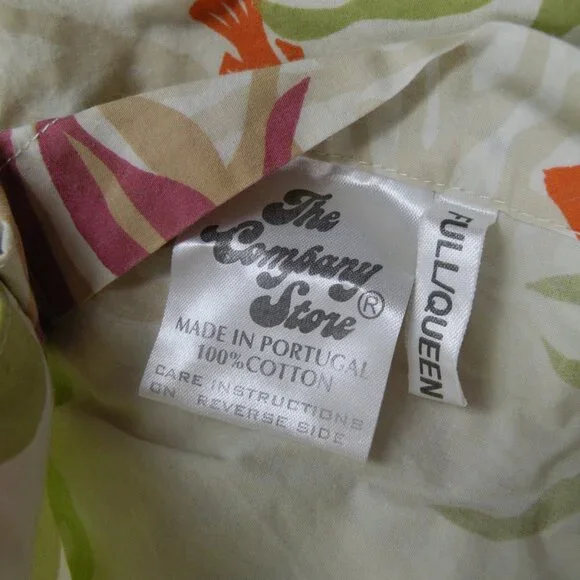 The
Company
Store®
MADE IN PORTUGAL
100% COTTON
CARE INSTRUCTIONS
ON REVERSE SIDE
FULL/QUEEN